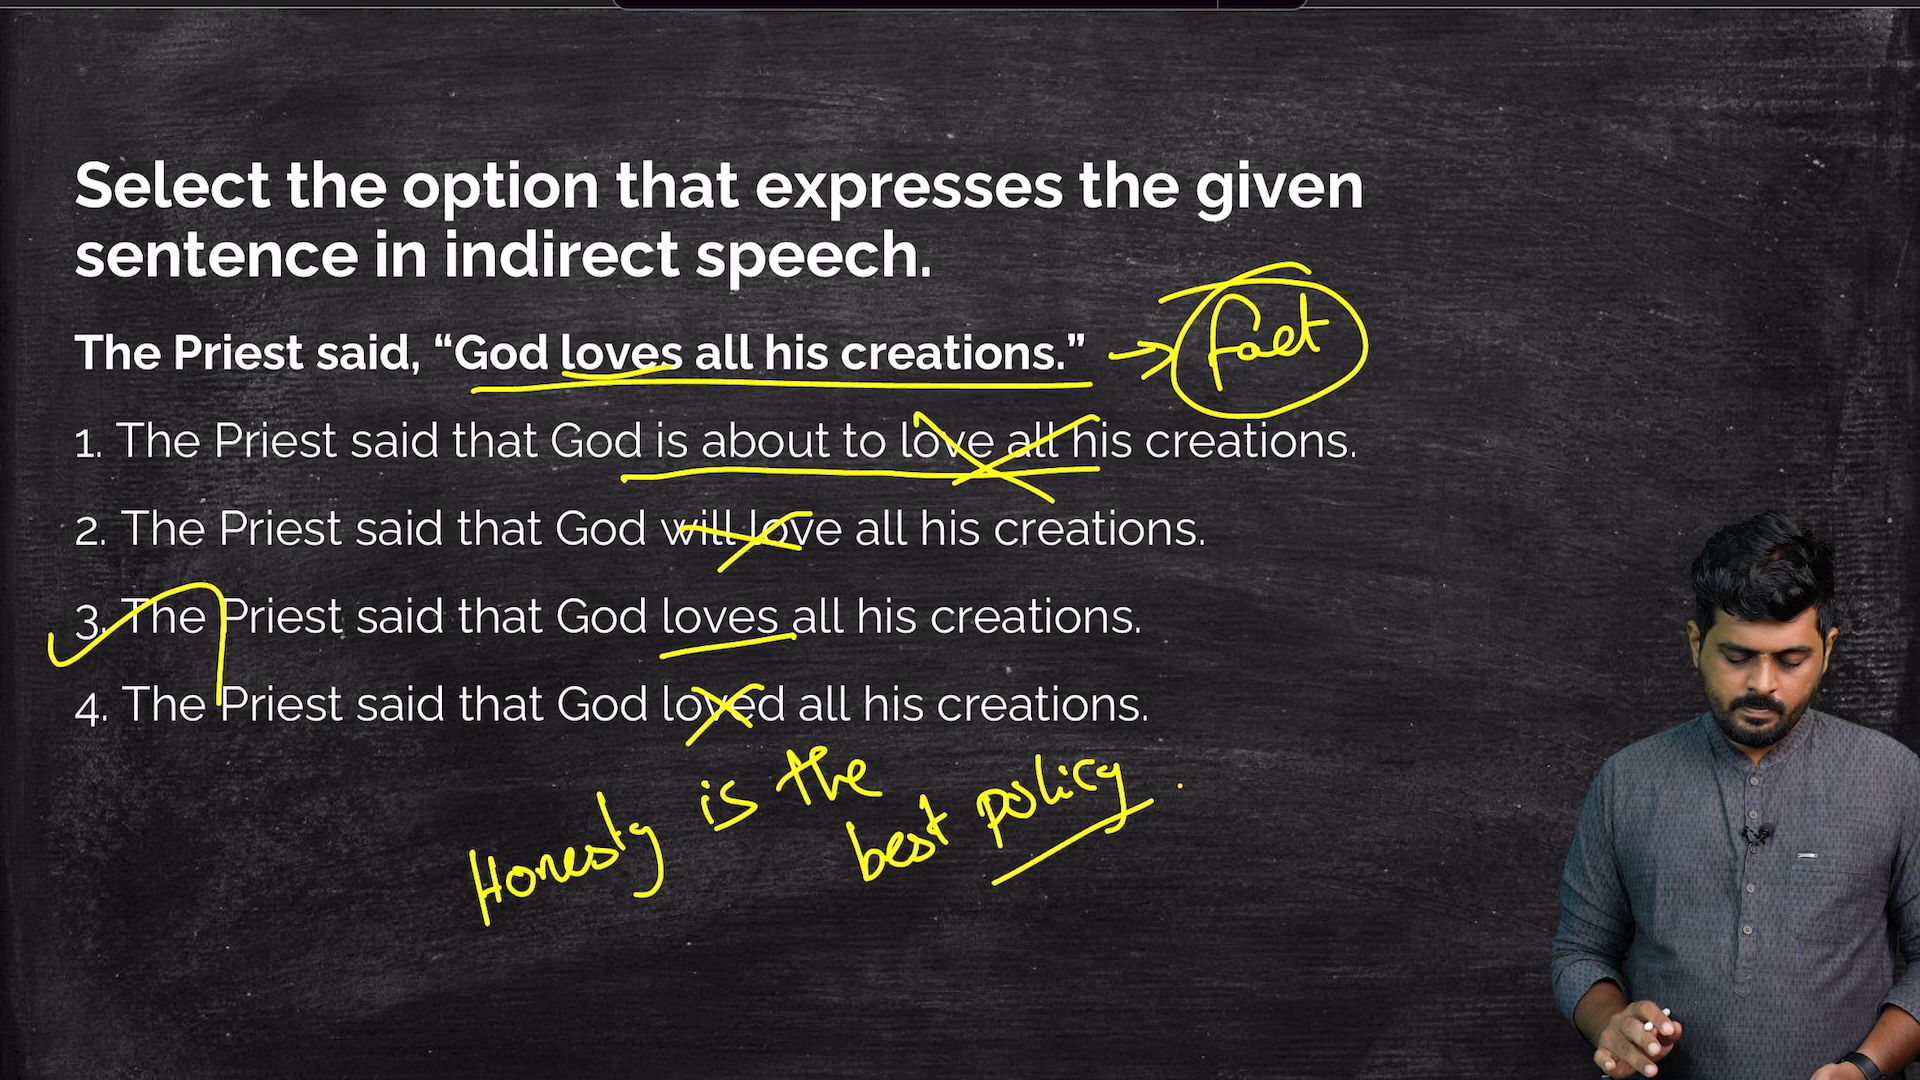 Select the option that expresses the given
sentence in indirect speech.
The Priest said, “God loves all his creations.” → fact
1. The Priest said that God is about to love all his creations.
2. The Priest said that God will love all his creations.
3. The Priest said that God loves all his creations.
4. The Priest said that God loved all his creations.
Honesty is the
best policy.